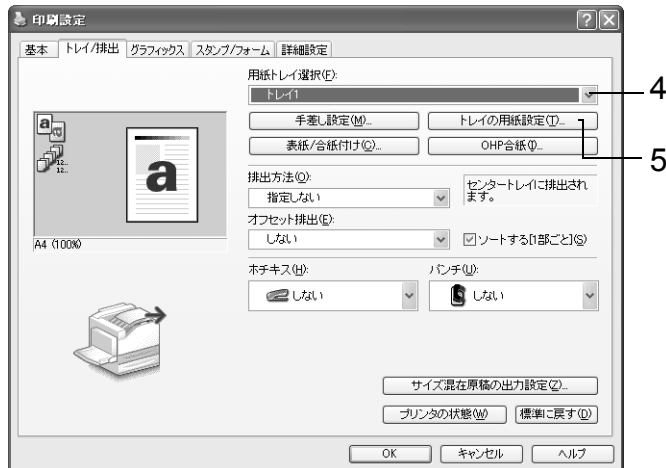 印刷設定
基本 トレイ/排出 グラフィックス スタンプ/フォーム 詳細設定
用紙トレイ選択(F):
トレイ1
4
手差し設定(M)...
トレイの用紙設定(T)...
5
表紙/合紙付け(C)...
OHP合紙(I)...
a
a
12..
12..
a
A4 (100%)
排出方法(O):
指定しない
センタートレイに排出されます。
オフセット排出(E):
しない
ソートする[1部ごと](S)
ホチキス(H):
しない
パンチ(U):
しない
サイズ混在原稿の出力設定(Z)...
プリンタの状態(W)
標準に戻す(D)
OK
キャンセル
ヘルプ